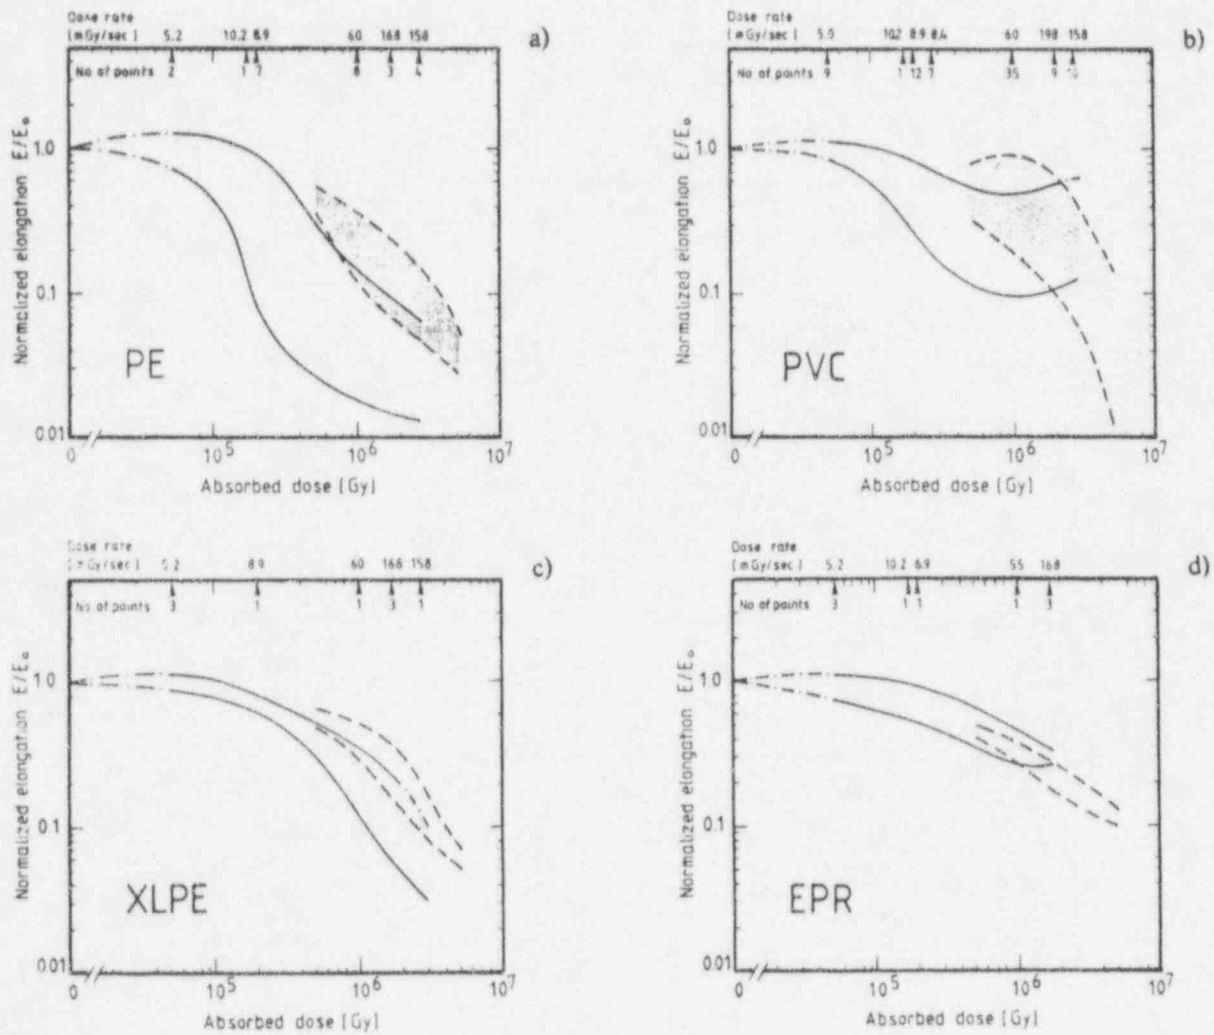 Dose rate
[mGy/sec] 5.2 10.2 8.9 60 168 158
a)
No of points 2 1 7 8 3 4
Normalized elongation E/E₀
1.0
0.1
0.01
PE
0 10⁵ 10⁶ 10⁷
Absorbed dose [Gy]
Dose rate
[mGy/sec] 10.2 8.9 8.4 60 198 158
b)
No. of points 9 1 12 7 35 9
Normalized elongation E/E₀
1.0
0.1
0.01
PVC
0 10⁵ 10⁶ 10⁷
Absorbed dose [Gy]
Dose rate
[mGy/sec] 5.2 8.9 60 168 158
c)
No of points 3 1 1 3 1
Normalized elongation E/E₀
1.0
0.1
0.01
XLPE
0 10⁵ 10⁶ 10⁷
Absorbed dose [Gy]
Dose rate
[mGy/sec] 5.2 10.2 55 168
d)
No of points 3 1 1 1 3
Normalized elongation E/E₀
1.0
0.1
0.01
EPR
0 10⁵ 10⁶ 10⁷
Absorbed dose [Gy]